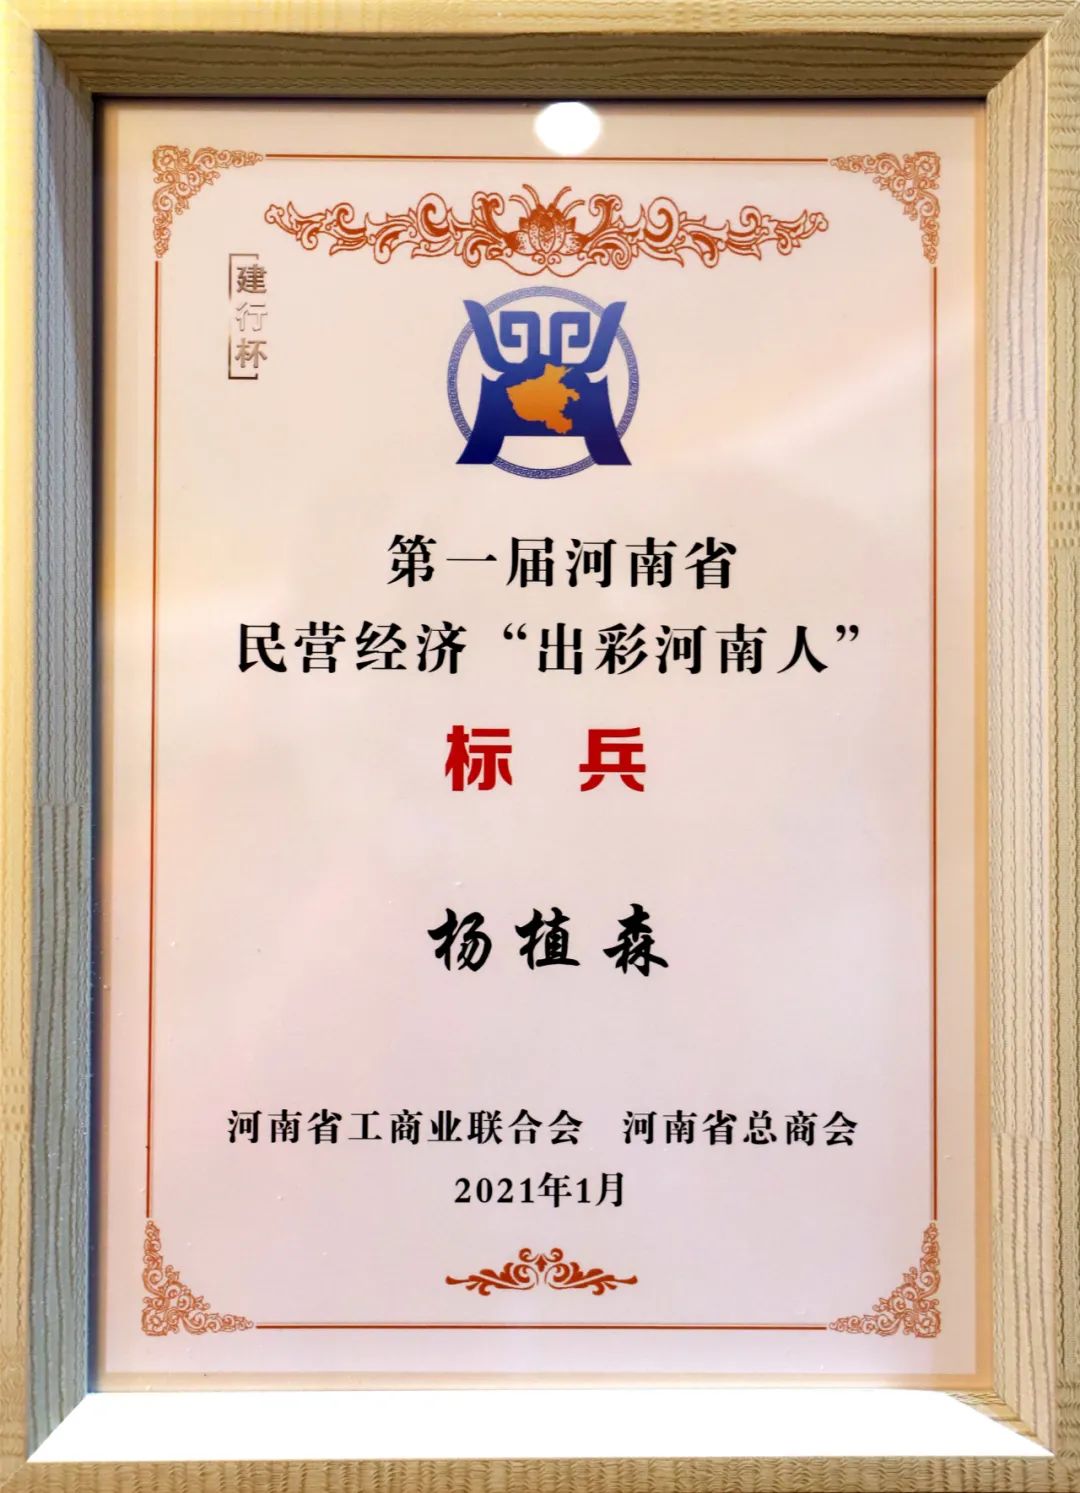 建行杯
第一届河南省
民营经济“出彩河南人”
标兵
杨植森
河南省工商业联合会 河南省总商会
2021年1月